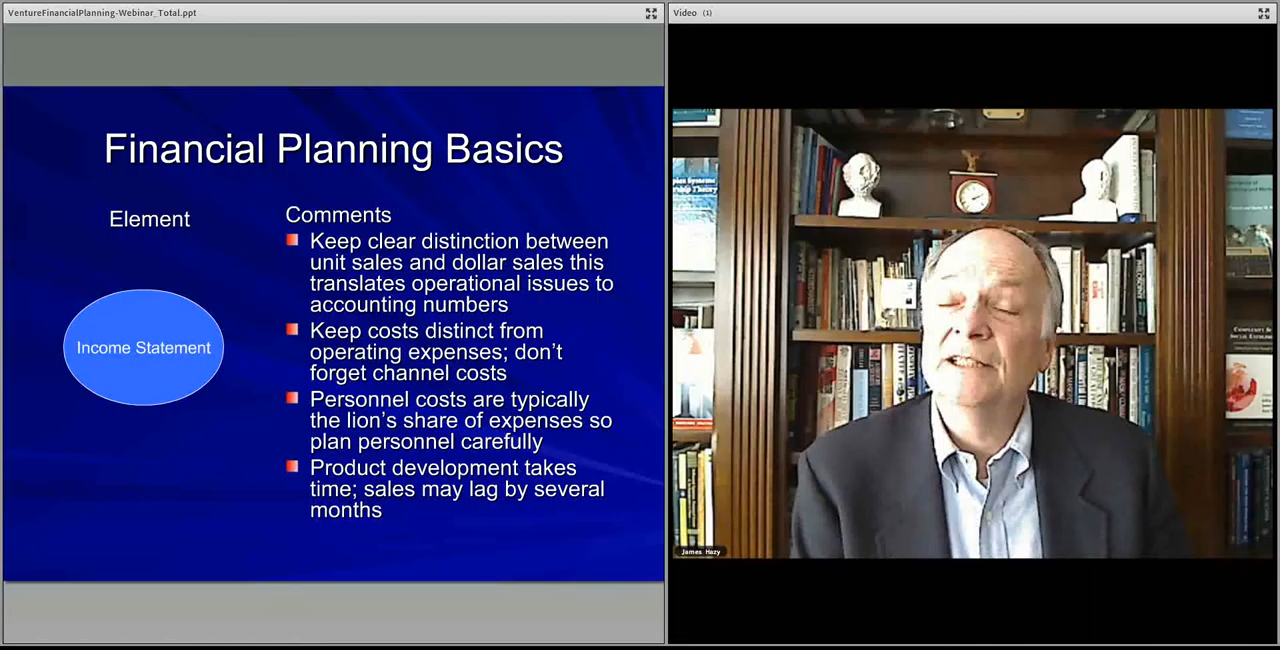 VentureFinancialPlanning-Webinar_Total.ppt
Video (1)
Financial Planning Basics
Element
Income Statement
Comments
Keep clear distinction between
unit sales and dollar sales this
translates operational issues to
accounting numbers
Keep costs distinct from
operating expenses; don’t
forget channel costs
Personnel costs are typically
the lion’s share of expenses so
plan personnel carefully
Product development takes
time; sales may lag by several
months
James Hazy